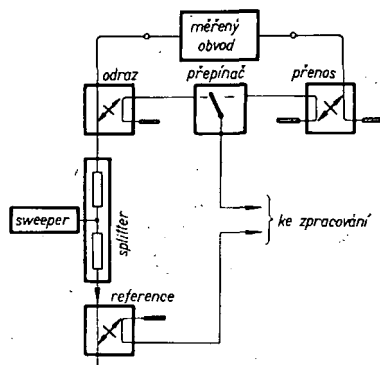 měřený
obvod
odraz
přepínač
přenos
sweeper
splitter
ke zpracování
reference